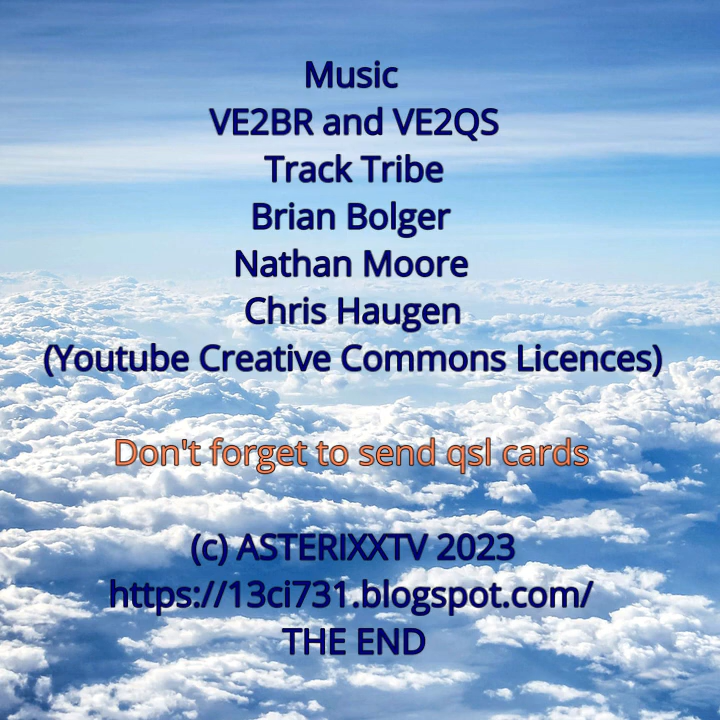 Music
VE2BR and VE2QS
Track Tribe
Brian Bolger
Nathan Moore
Chris Haugen
(Youtube Creative Commons Licences)
Don't forget to send qsl cards
(c) ASTERIXXTV 2023
https://13ci731.blogspot.com/
THE END